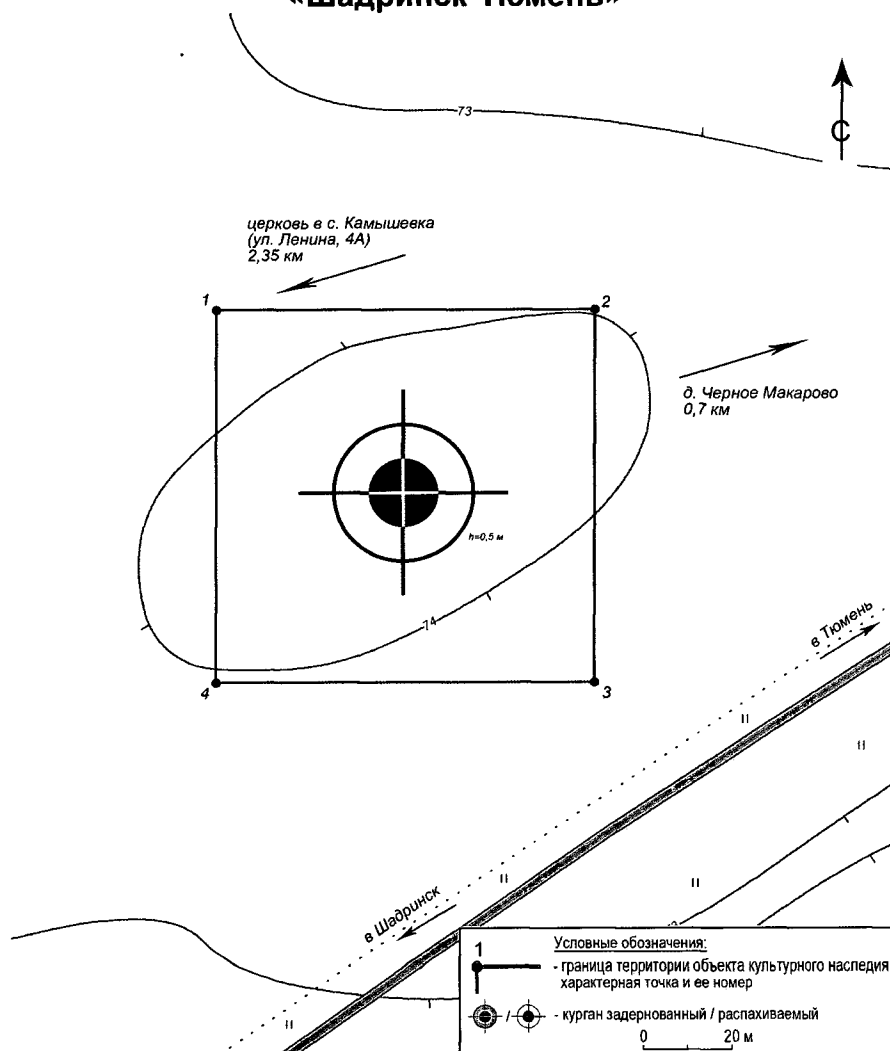 «Шадринск-Тюмень»
73
С
церковь в с. Камышевка
(ул. Ленина, 4А)
2,35 км
1
2
д. Черное Макарово
0,7 км
h=0,5 м
74
4
3
в Тюмень
в Шадринск
Условные обозначения:
1
- граница территории объекта культурного наследия
характерная точка и ее номер
/ - курган задернованный / распахиваемый
0 20 м